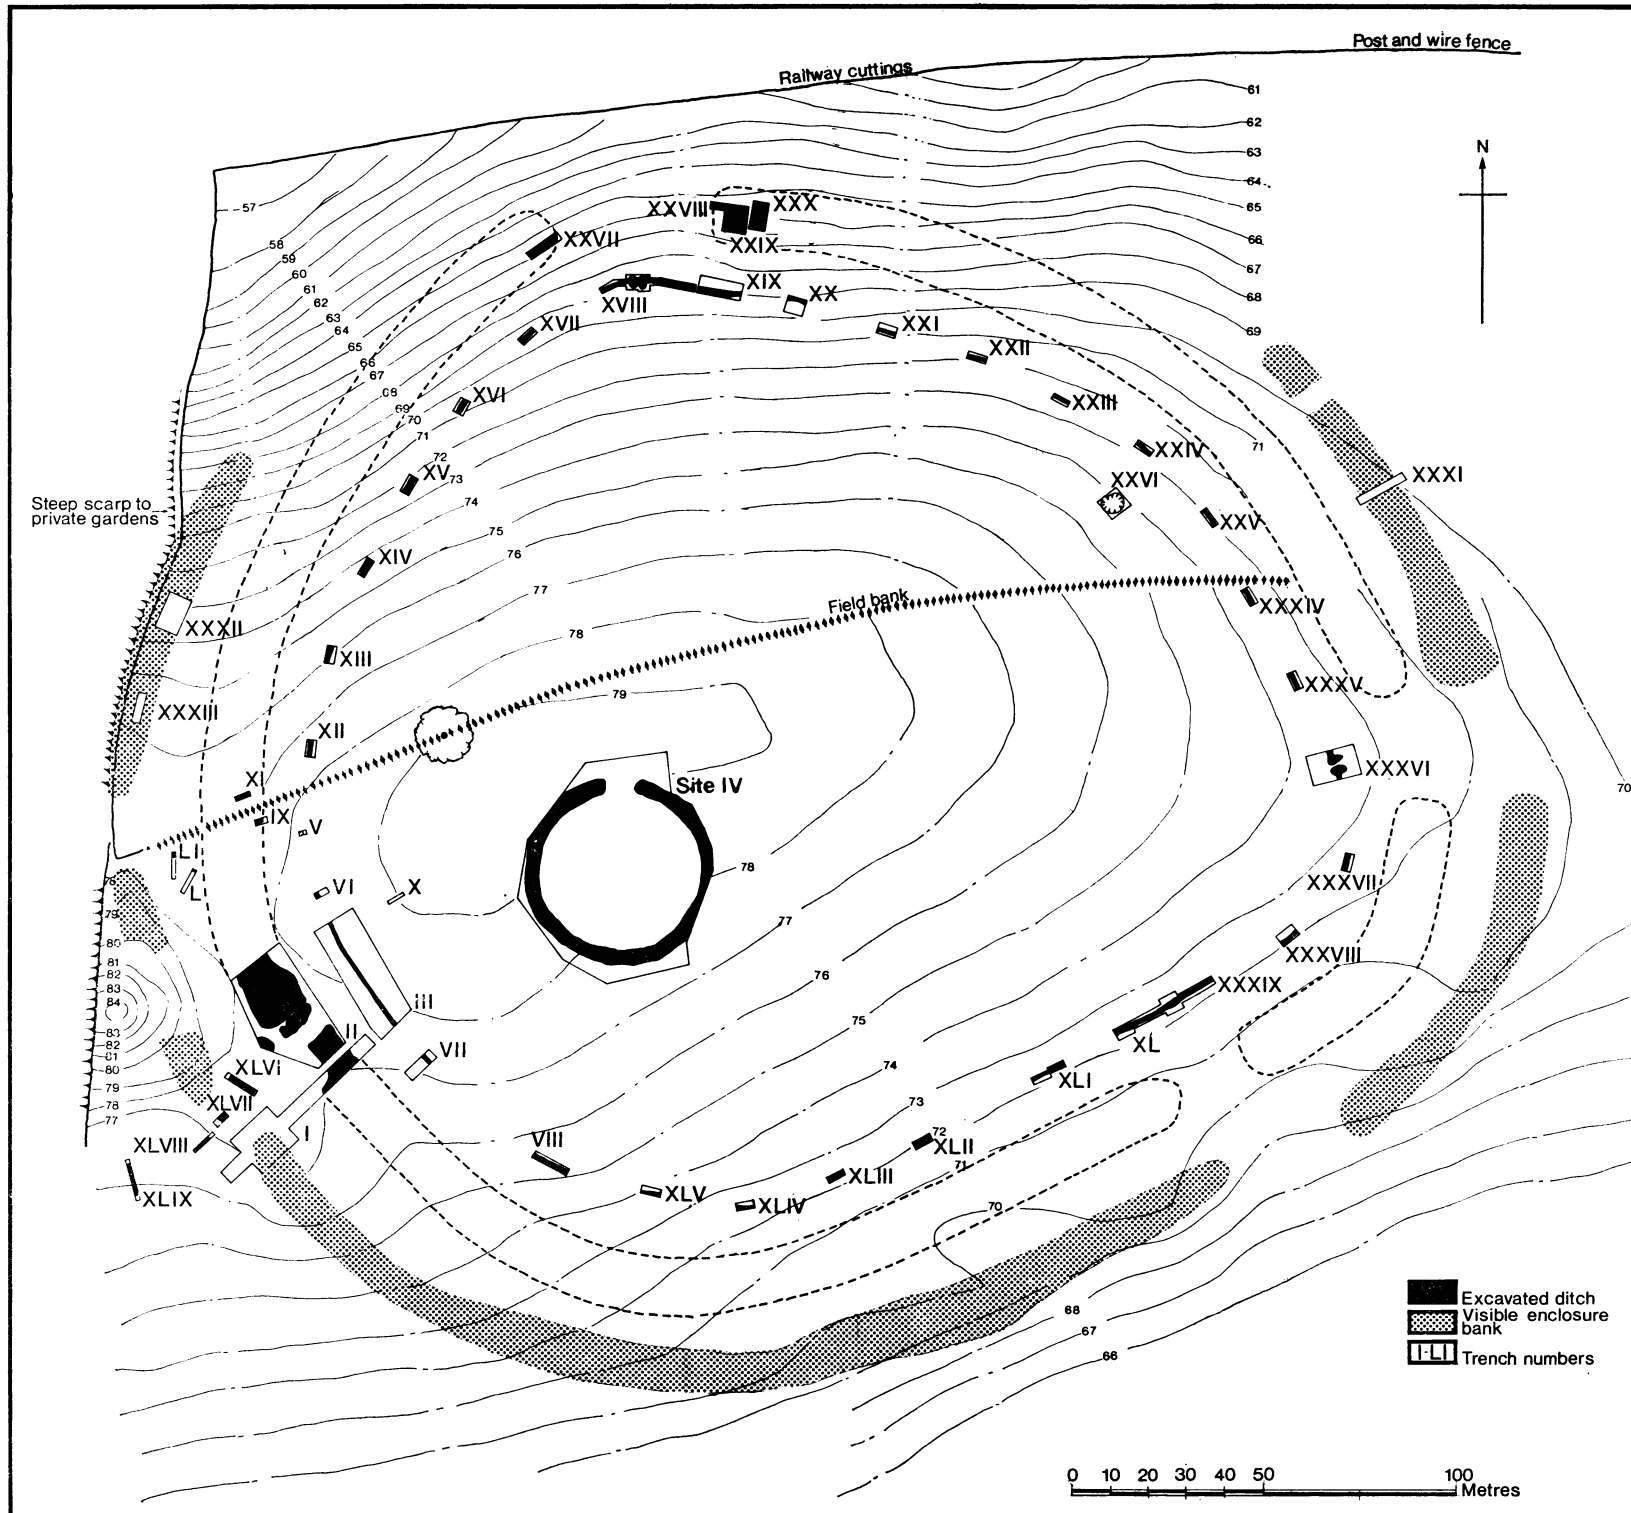 Post and wire fence
Railway cuttings
61
62
63
64
65
66
67
68
69
N
57
58
59
60
61
62
63
64
65
66
67
68
69
70
71
72
73
74
75
76
77
78
79
XXVIII
XXX
XXIX
XXVII
XIX
XX
XVIII
XVII
XXI
XXII
XVI
XXIII
XXIV
71
XV
XXVI
XXXI
XXV
Steep scarp to
private gardens
XIV
Field bank
XXXIV
XXXII
XIII
XXXV
XXXIII
XII
XXXVI
70
XI
Site IV
IX
V
LI
L
VI
X
78
XXXVII
78
79
80
81
82
83
84
83
82
81
80
79
78
77
77
XXXVIII
76
XXXIX
III
75
XL
II
VII
74
XLI
XLVI
73
XLVII
72
XLII
I
71
XLVIII
VIII
XLIII
XLIX
XLV
XLIV
70
68
67
66
Excavated ditch
Visible enclosure
bank
I-LI Trench numbers
0 10 20 30 40 50 100
Metres